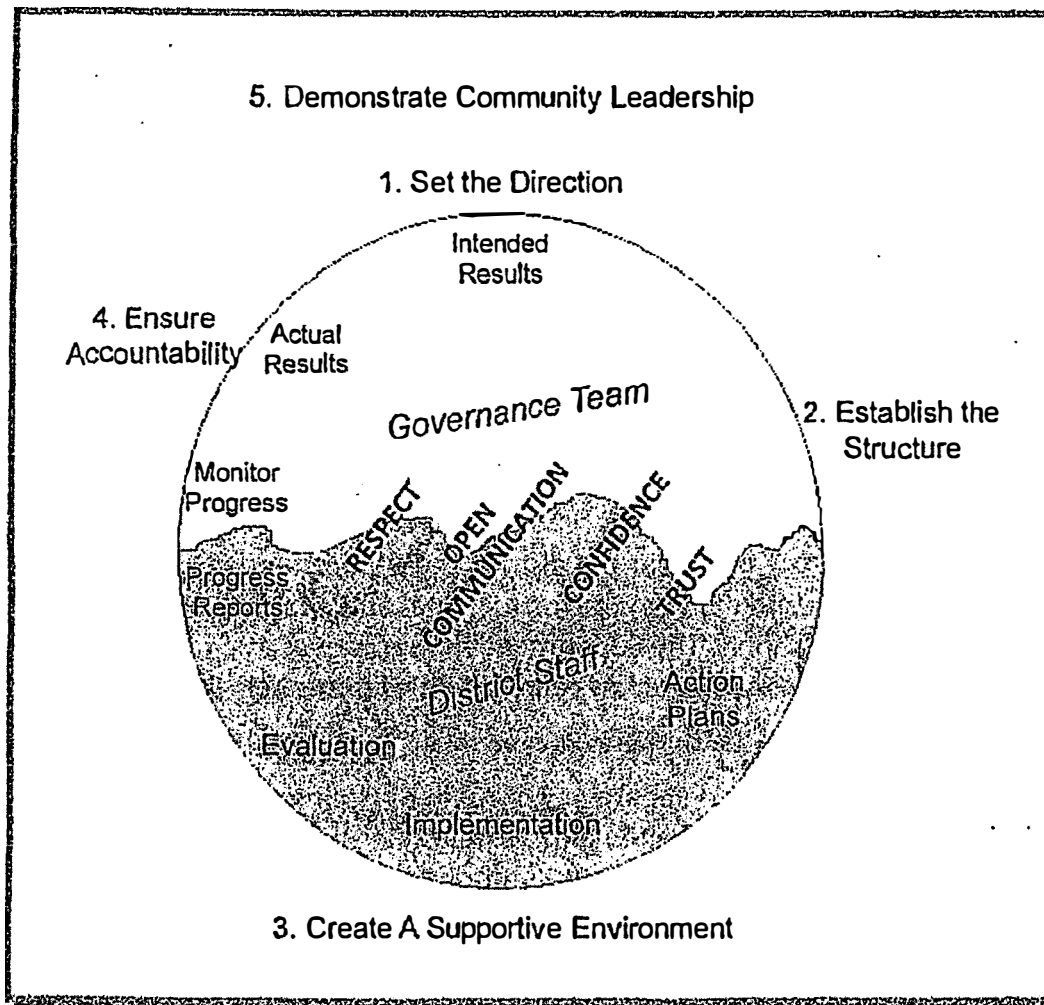 5. Demonstrate Community Leadership
1. Set the Direction
Intended
Results
4. Ensure
Accountability
Actual
Results
Governance Team
2. Establish the
Structure
Monitor
Progress
RESPECT
OPEN
COMMUNICATION
CONFIDENCE
TRUST
Progress
Reports
District Staff
Action
Plans
Evaluation
Implementation
3. Create A Supportive Environment